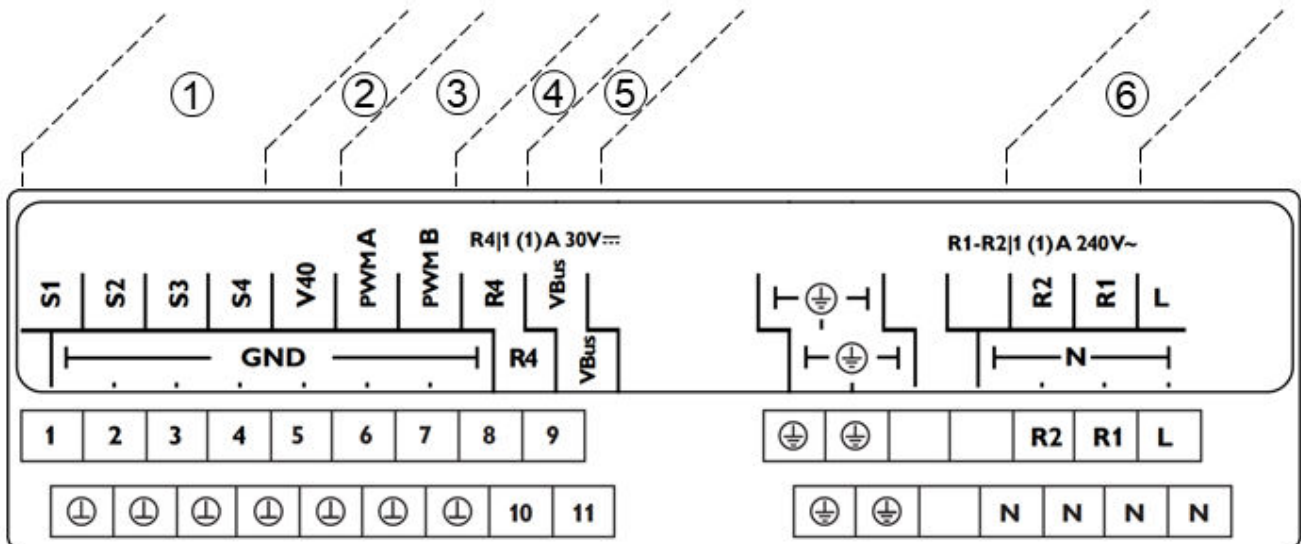 ① ② ③ ④ ⑤ ⑥
R4|1 (1) A 30V⎓ R1-R2|1 (1) A 240V~
S1 S2 S3 S4 V40 PWM A PWM B R4 VBus R2 R1 L
GND R4 VBus N
1 2 3 4 5 6 7 8 9 R2 R1 L
10 11 N N N N